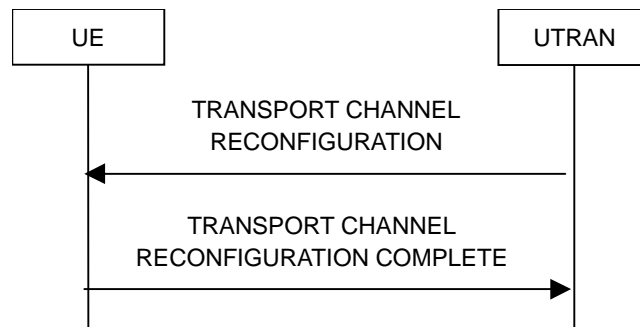 UE
UTRAN
TRANSPORT CHANNEL
RECONFIGURATION
TRANSPORT CHANNEL
RECONFIGURATION COMPLETE